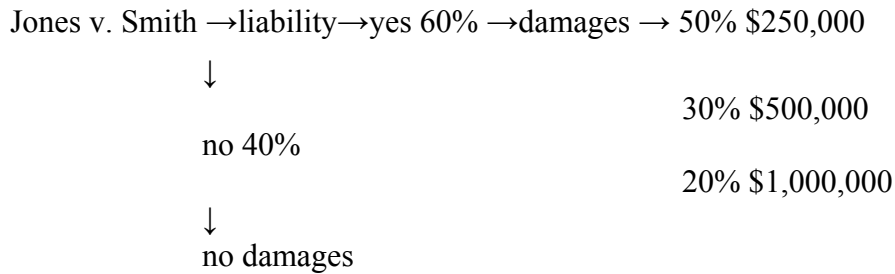 Jones v. Smith →liability→yes 60% →damages → 50% $250,000
↓
30% $500,000
no 40%
20% $1,000,000
↓
no damages